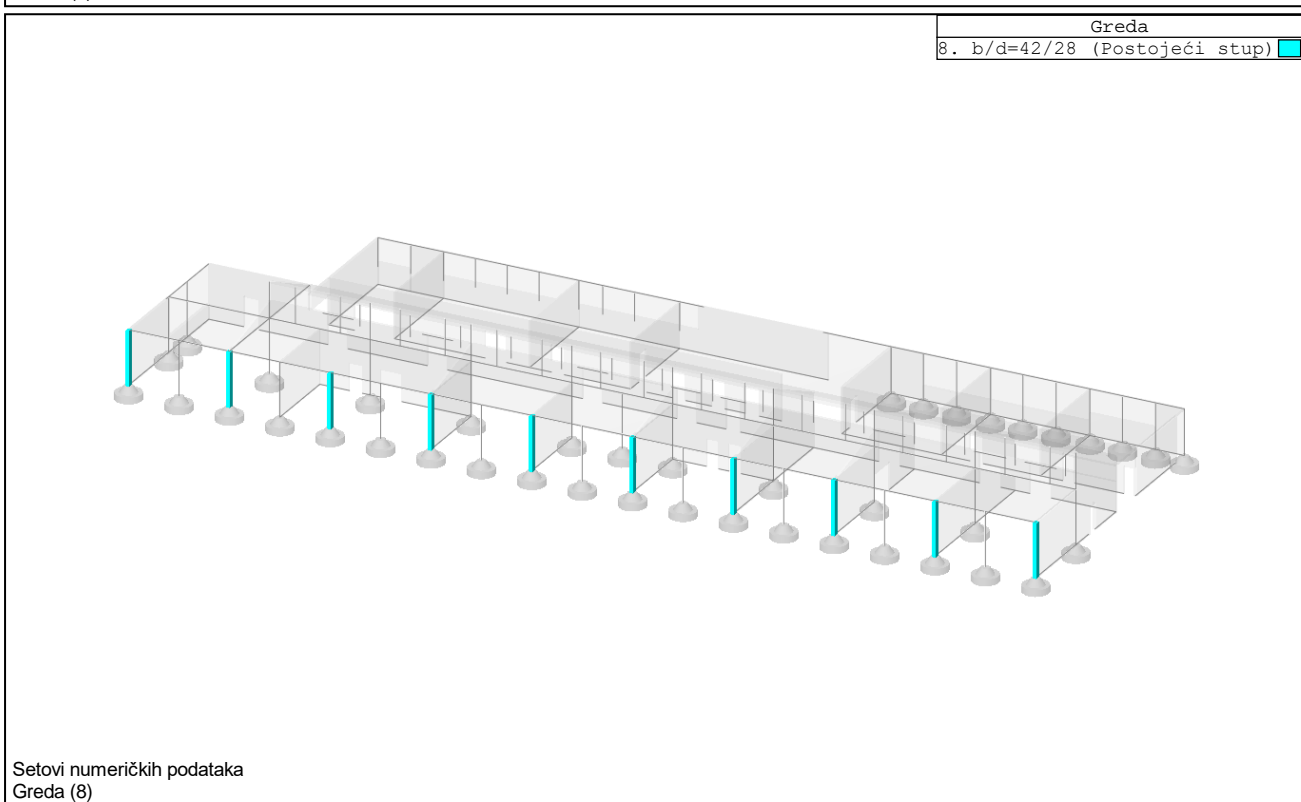 Greda
8. b/d=42/28 (Postojeći stup)
Setovi numeričkih podataka
Greda (8)